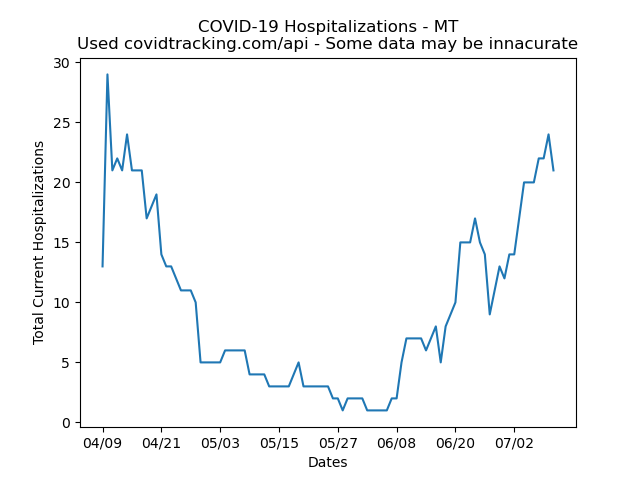 COVID-19 Hospitalizations - MT
Used covidtracking.com/api - Some data may be innacurate
Total Current Hospitalizations
30
25
20
15
10
5
0
04/09 04/21 05/03 05/15 05/27 06/08 06/20 07/02
Dates